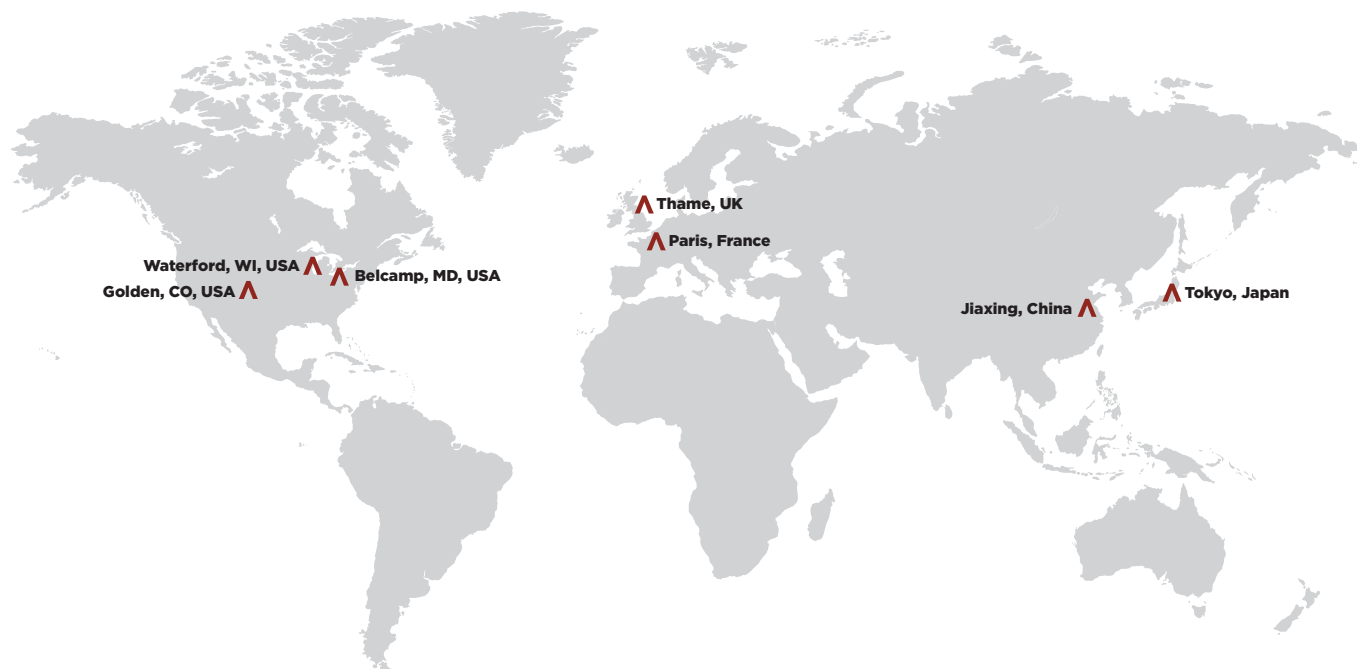 Thame, UK
Paris, France
Waterford, WI, USA
Belcamp, MD, USA
Golden, CO, USA
Jiaxing, China
Tokyo, Japan